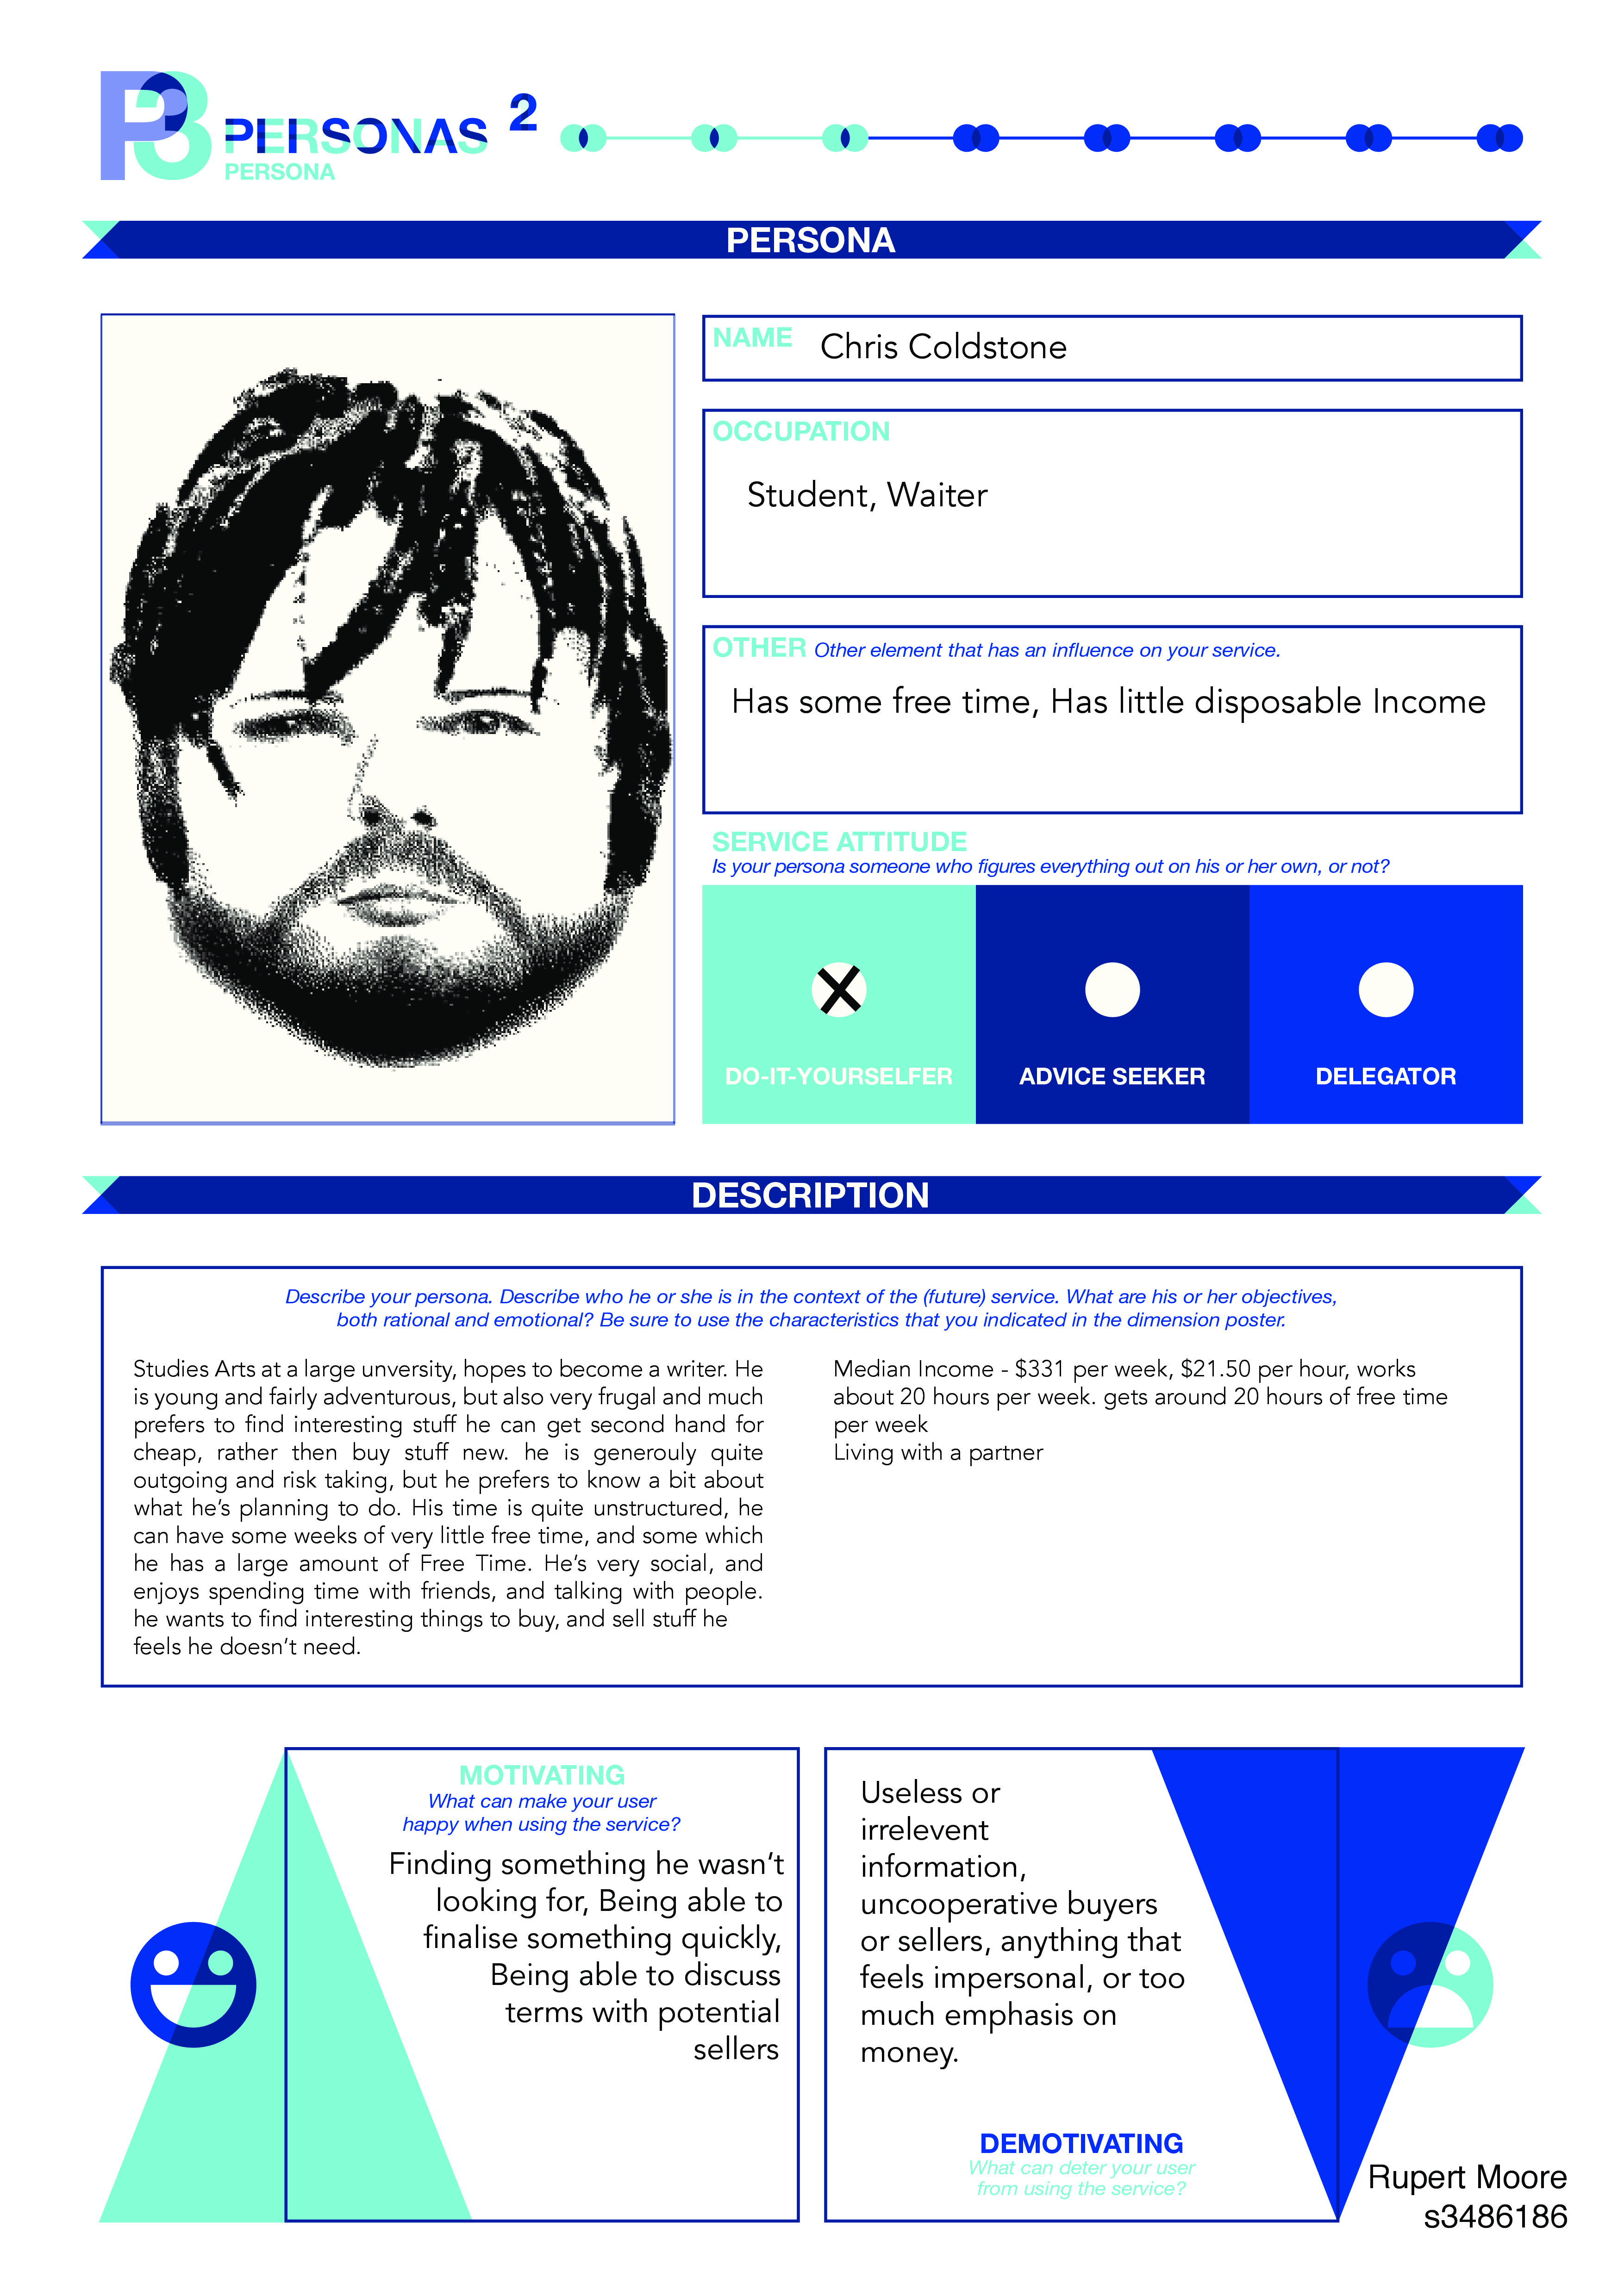 P3
PERSONAS 2
PERSONA
PERSONA
NAME Chris Coldstone
OCCUPATION
Student, Waiter
OTHER Other element that has an influence on your service.
Has some free time, Has little disposable Income
SERVICE ATTITUDE
Is your persona someone who figures everything out on his or her own, or not?
DO-IT-YOURSELFER ADVICE SEEKER DELEGATOR
DESCRIPTION
Describe your persona. Describe who he or she is in the context of the (future) service. What are his or her objectives,
both rational and emotional? Be sure to use the characteristics that you indicated in the dimension poster.
Studies Arts at a large unversity, hopes to become a writer. He
is young and fairly adventurous, but also very frugal and much
prefers to find interesting stuff he can get second hand for
cheap, rather then buy stuff new. he is generouly quite
outgoing and risk taking, but he prefers to know a bit about
what he's planning to do. His time is quite unstructured, he
can have some weeks of very little free time, and some which
he has a large amount of Free Time. He's very social, and
enjoys spending time with friends, and talking with people.
he wants to find interesting things to buy, and sell stuff he
feels he doesn't need.
Median Income - $331 per week, $21.50 per hour, works
about 20 hours per week. gets around 20 hours of free time
per week
Living with a partner
MOTIVATING
What can make your user
happy when using the service?
Finding something he wasn't
looking for, Being able to
finalise something quickly,
Being able to discuss
terms with potential
sellers
Useless or
irrelevent
information,
uncooperative buyers
or sellers, anything that
feels impersonal, or too
much emphasis on
money.
DEMOTIVATING
What can deter your user
from using the service?
Rupert Moore
s3486186